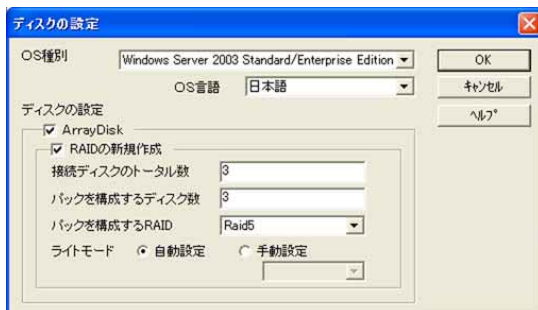 ディスクの設定
OS種別 Windows Server 2003 Standard/Enterprise Edition
OK
OS言語 日本語
キャンセル
ディスクの設定
ヘルプ
ArrayDisk
RAIDの新規作成
接続ディスクのトータル数 3
パックを構成するディスク数 3
パックを構成するRAID Raid5
ライトモード 自動設定 手動設定